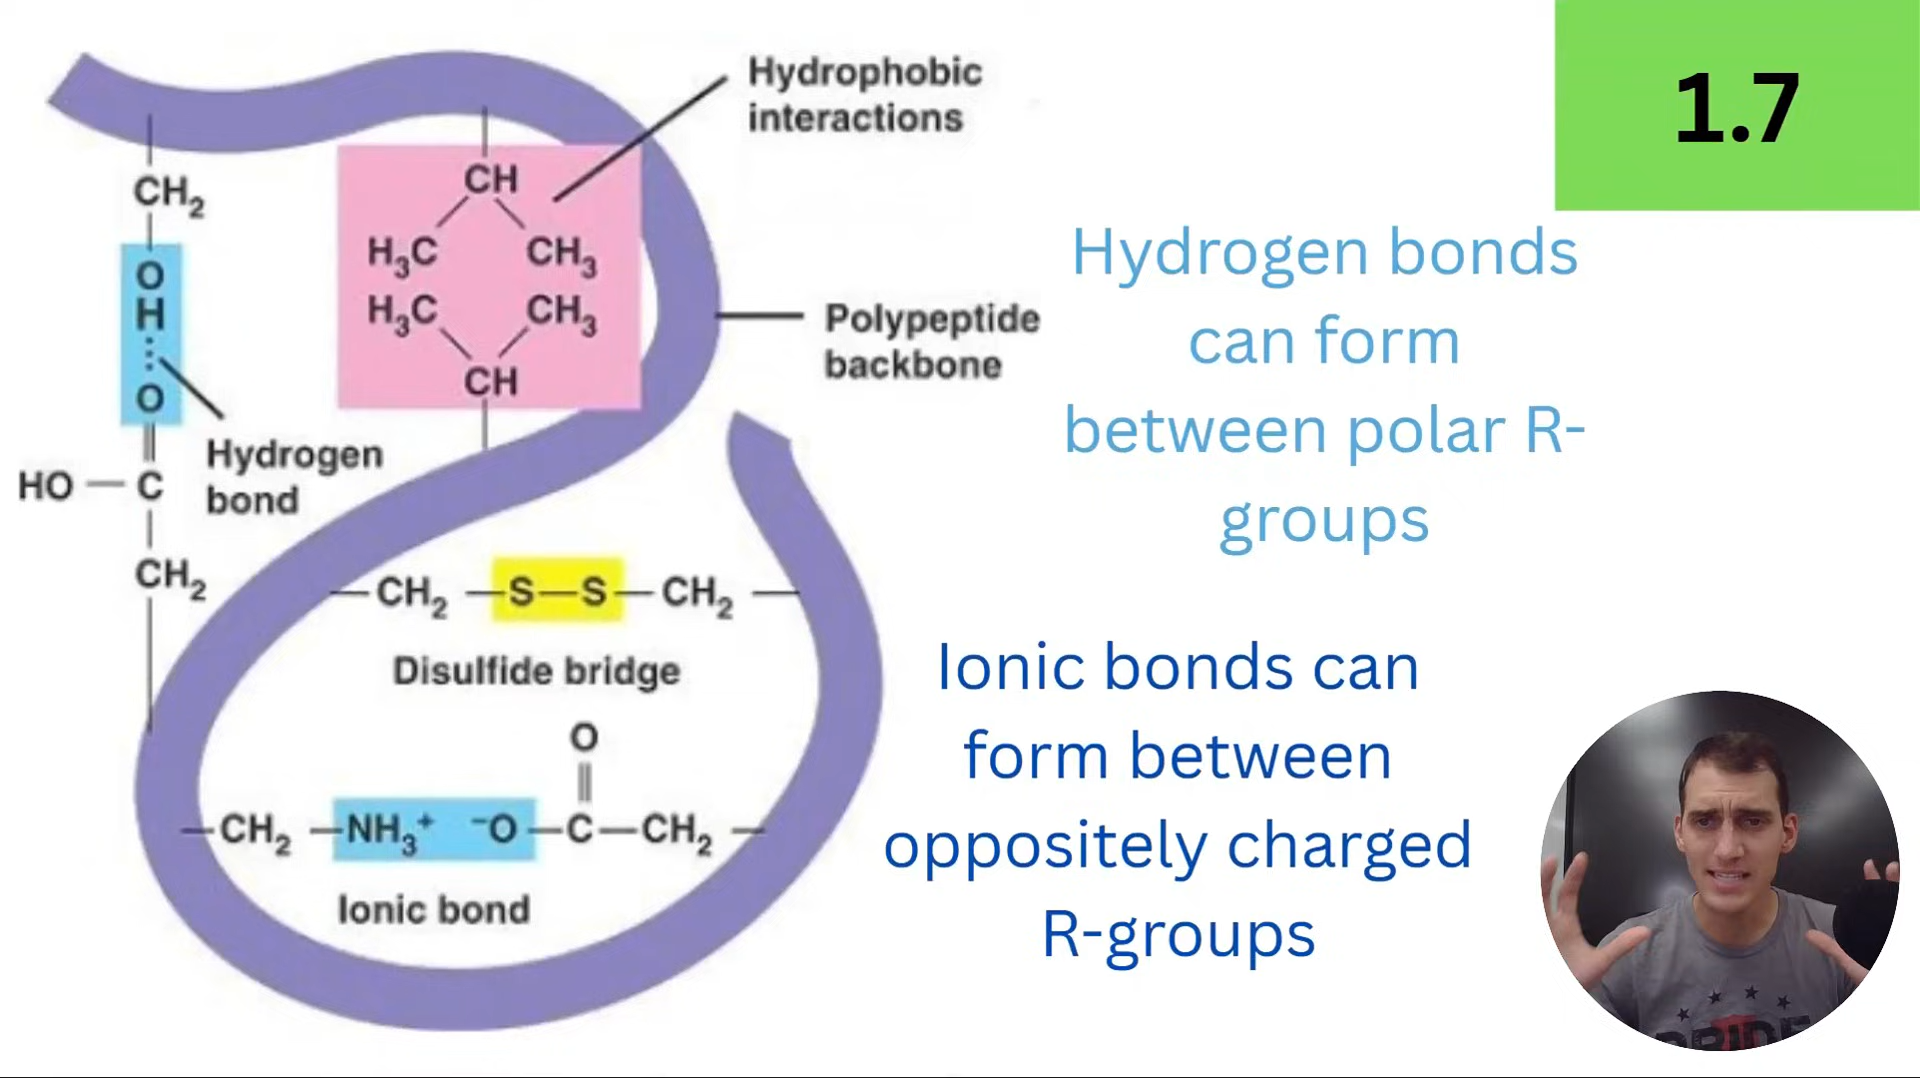 Hydrophobic
interactions
1.7
CH₂
CH
H₃C CH₃
H₃C CH₃
CH
O
H
O
Hydrogen
bond
HO — C
CH₂
Polypeptide
backbone
Hydrogen bonds
can form
between polar R-
groups
—CH₂ —S—S—CH₂ —
Disulfide bridge
O
—CH₂ —NH₃⁺ ⁻O—C—CH₂ —
Ionic bond
Ionic bonds can
form between
oppositely charged
R-groups